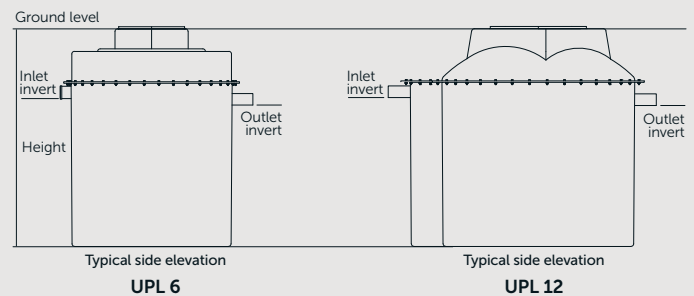 Ground level
Inlet
invert
Outlet
invert
Height
Typical side elevation
UPL 6
Inlet
invert
Outlet
invert
Typical side elevation
UPL 12